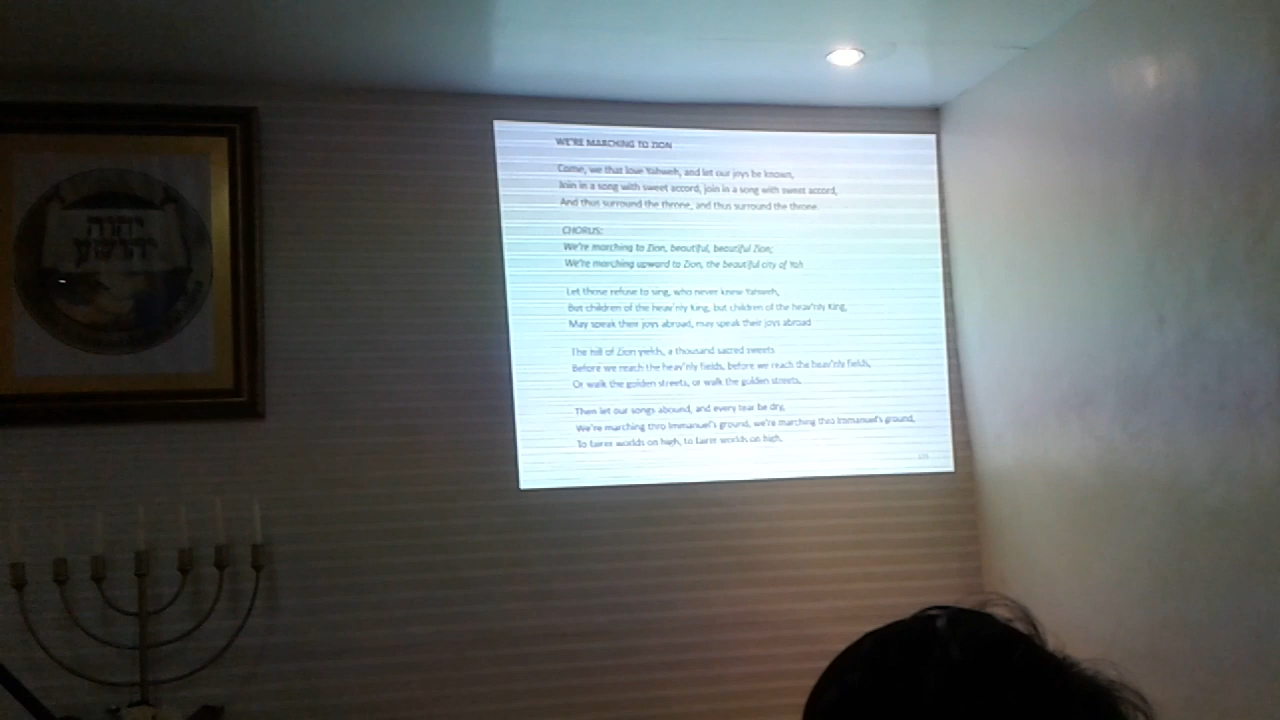 יהוה
יהושע
WE'RE MARCHING TO ZION
Come, we that love Yahweh, and let our joys be known,
Join in a song with sweet accord, join in a song with sweet accord,
And thus surround the throne, and thus surround the throne.
CHORUS:
We're marching to Zion, beautiful, beautiful Zion;
We're marching upward to Zion, the beautiful city of Yah
Let those refuse to sing, who never knew Yahweh,
But children of the heav'nly King, but children of the heav'nly King,
May speak their joys abroad, may speak their joys abroad
The hill of Zion yields, a thousand sacred sweets
Before we reach the heav'nly fields, before we reach the heav'nly fields,
Or walk the golden streets, or walk the golden streets.
Then let our songs abound, and every tear be dry,
We're marching thro Immanuel's ground, we're marching thro Immanuel's ground,
To fairer worlds on high, to fairer worlds on high.